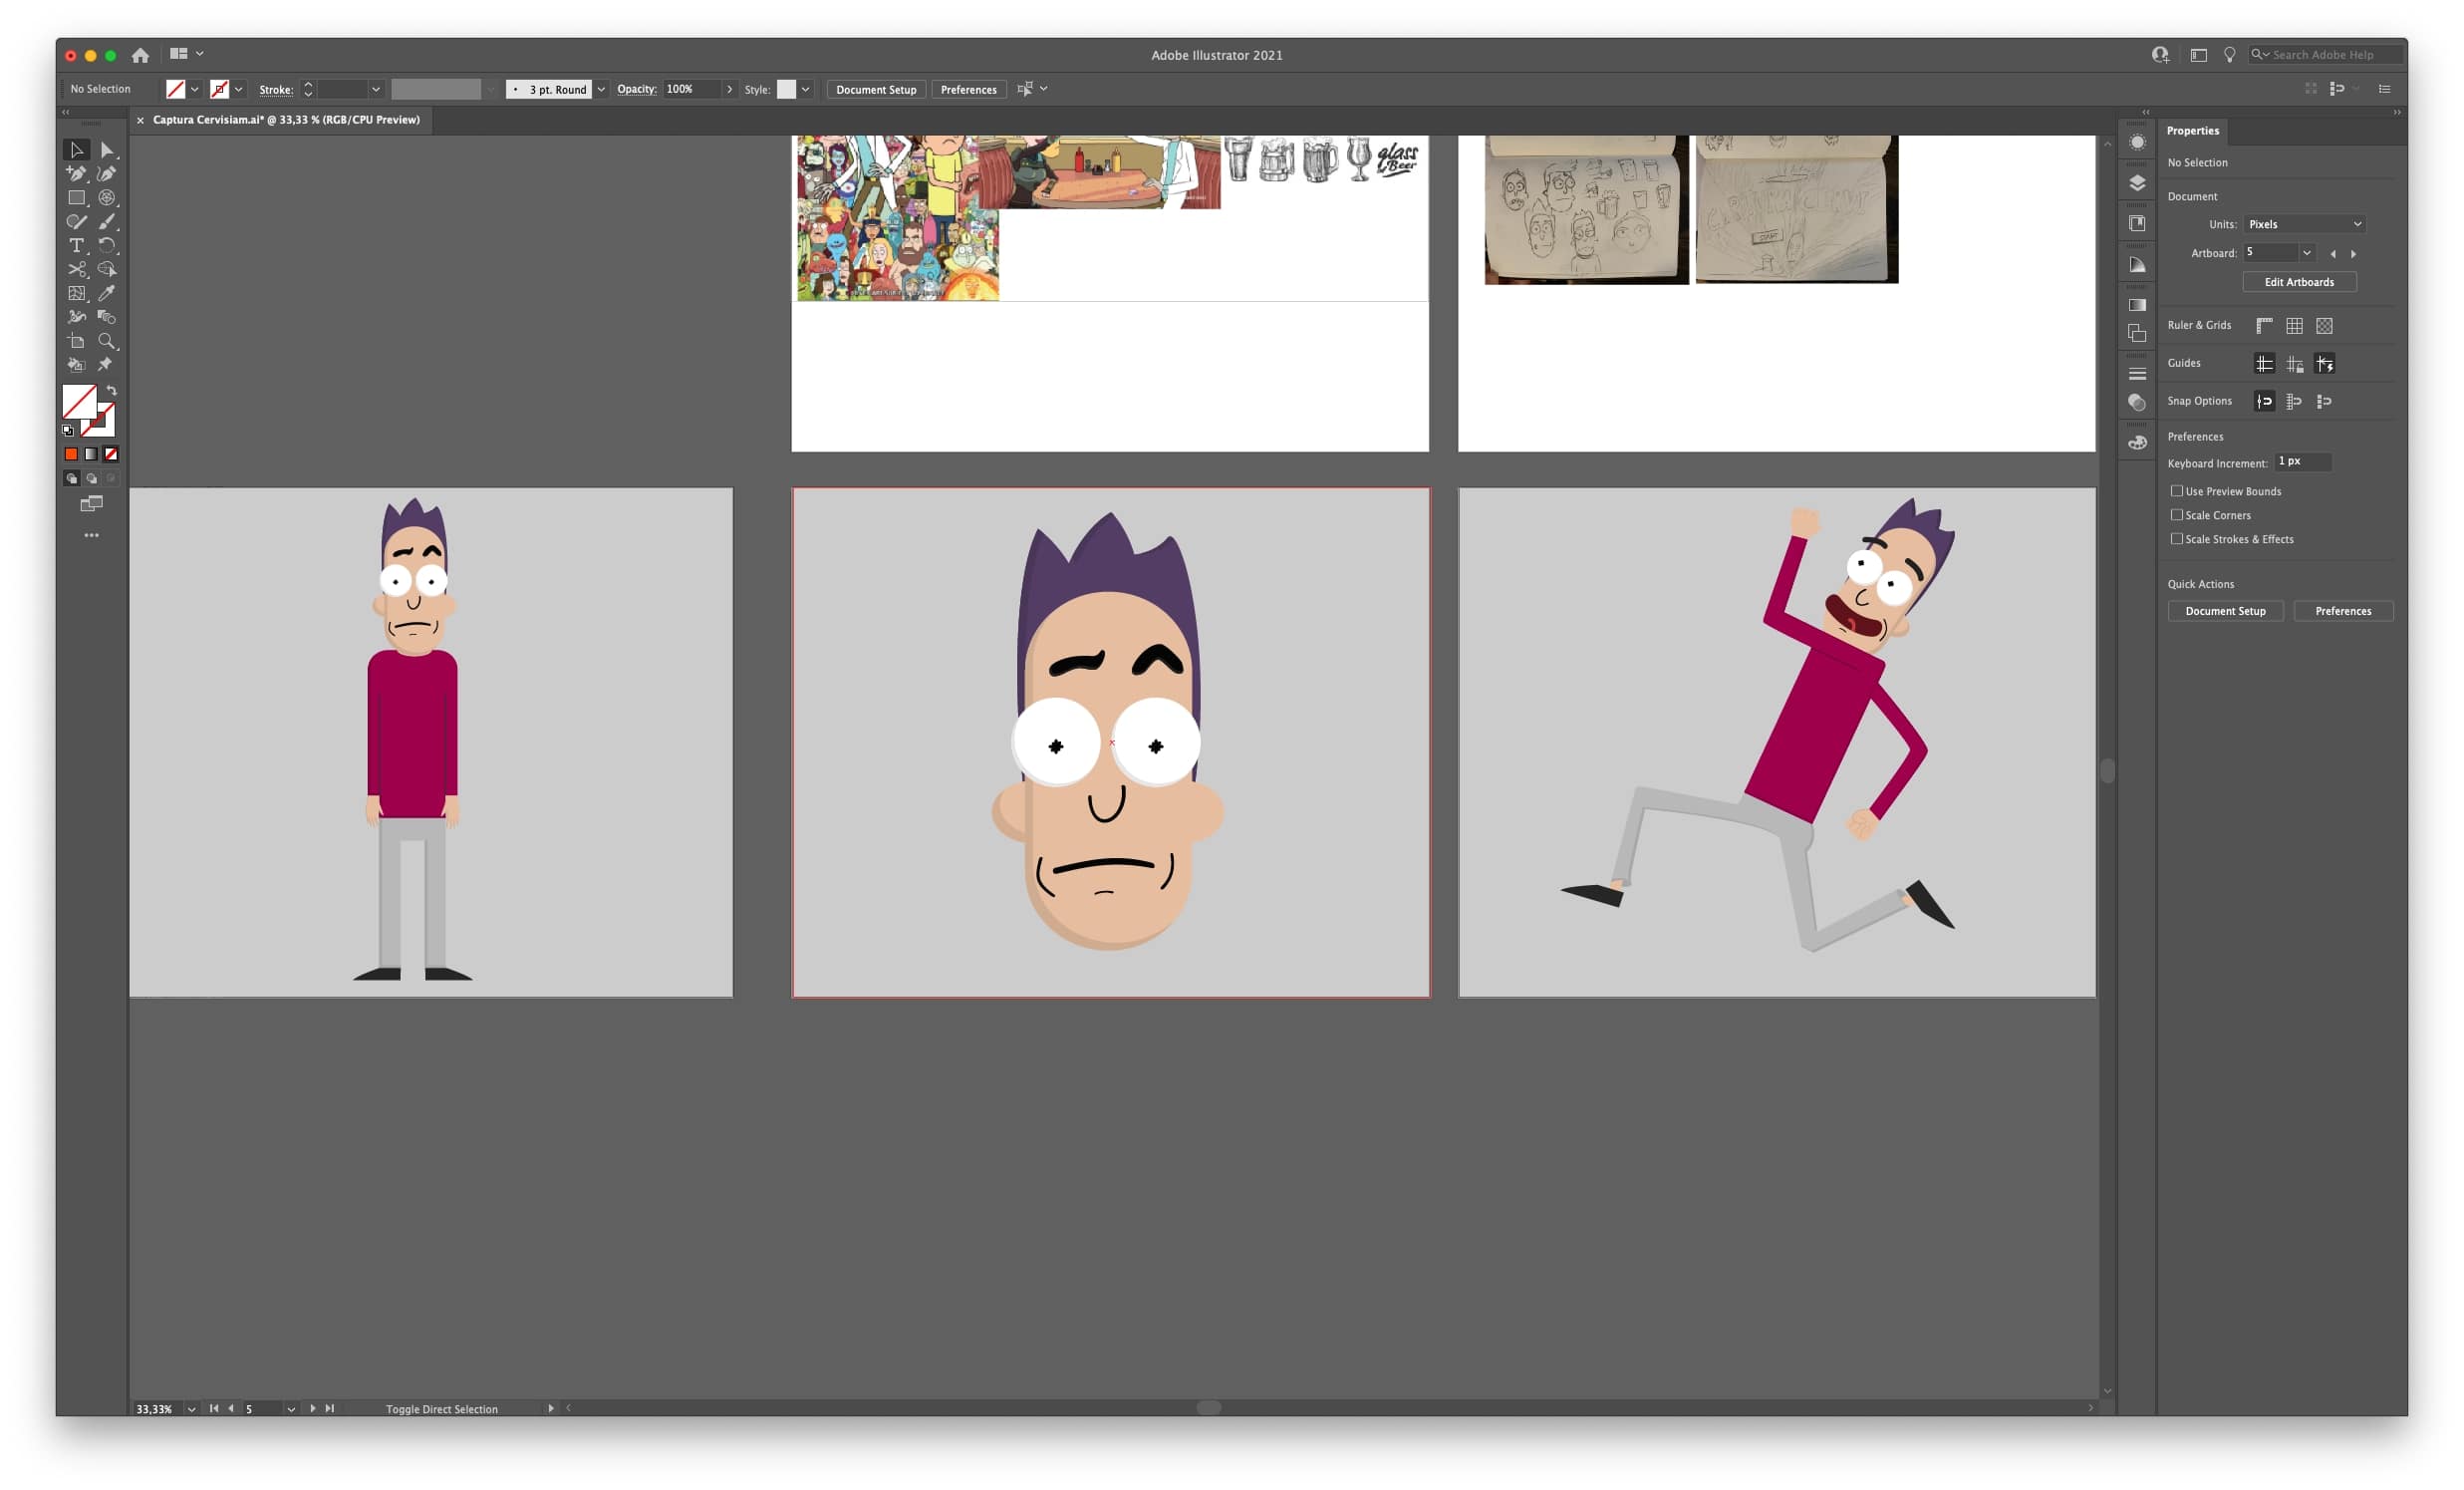 Adobe Illustrator 2021
Search Adobe Help
No Selection
Stroke:
3 pt. Round
Opacity:
100%
Style:
Document Setup
Preferences
Captura Cervisiam.ai* @ 33,33 % (RGB/CPU Preview)
glass
Beer
Properties
No Selection
Document
Units:
Pixels
Artboard:
5
Edit Artboards
Ruler & Grids
Guides
Snap Options
Preferences
Keyboard Increment:
1 px
Use Preview Bounds
Scale Corners
Scale Strokes & Effects
Quick Actions
Document Setup
Preferences
33,33%
5
Toggle Direct Selection